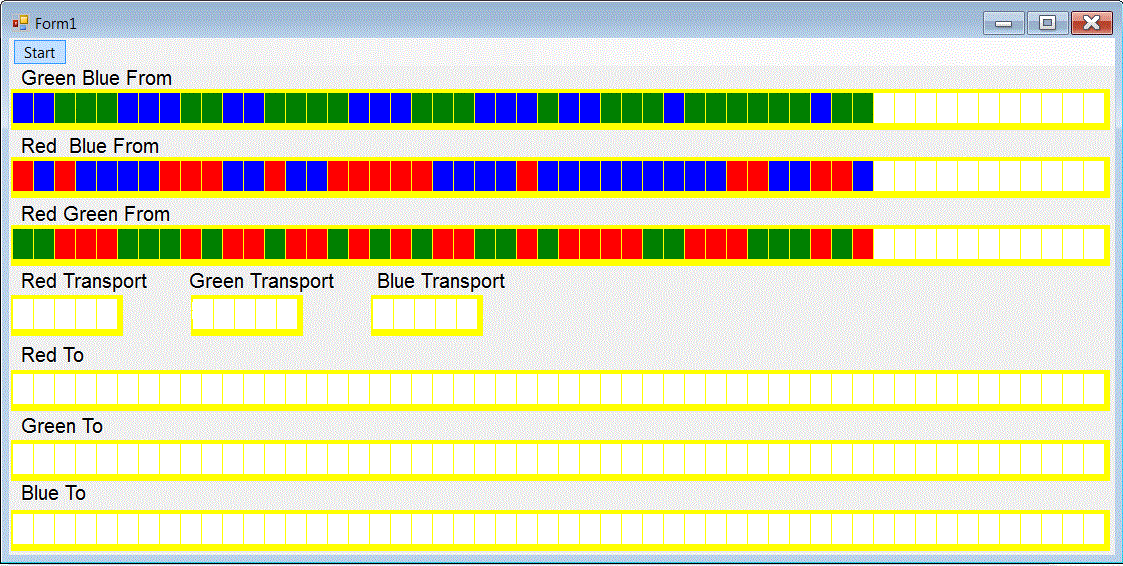 Form1
Start
Green Blue From
Red  Blue From
Red Green From
Red Transport Green Transport Blue Transport
Red To
Green To
Blue To